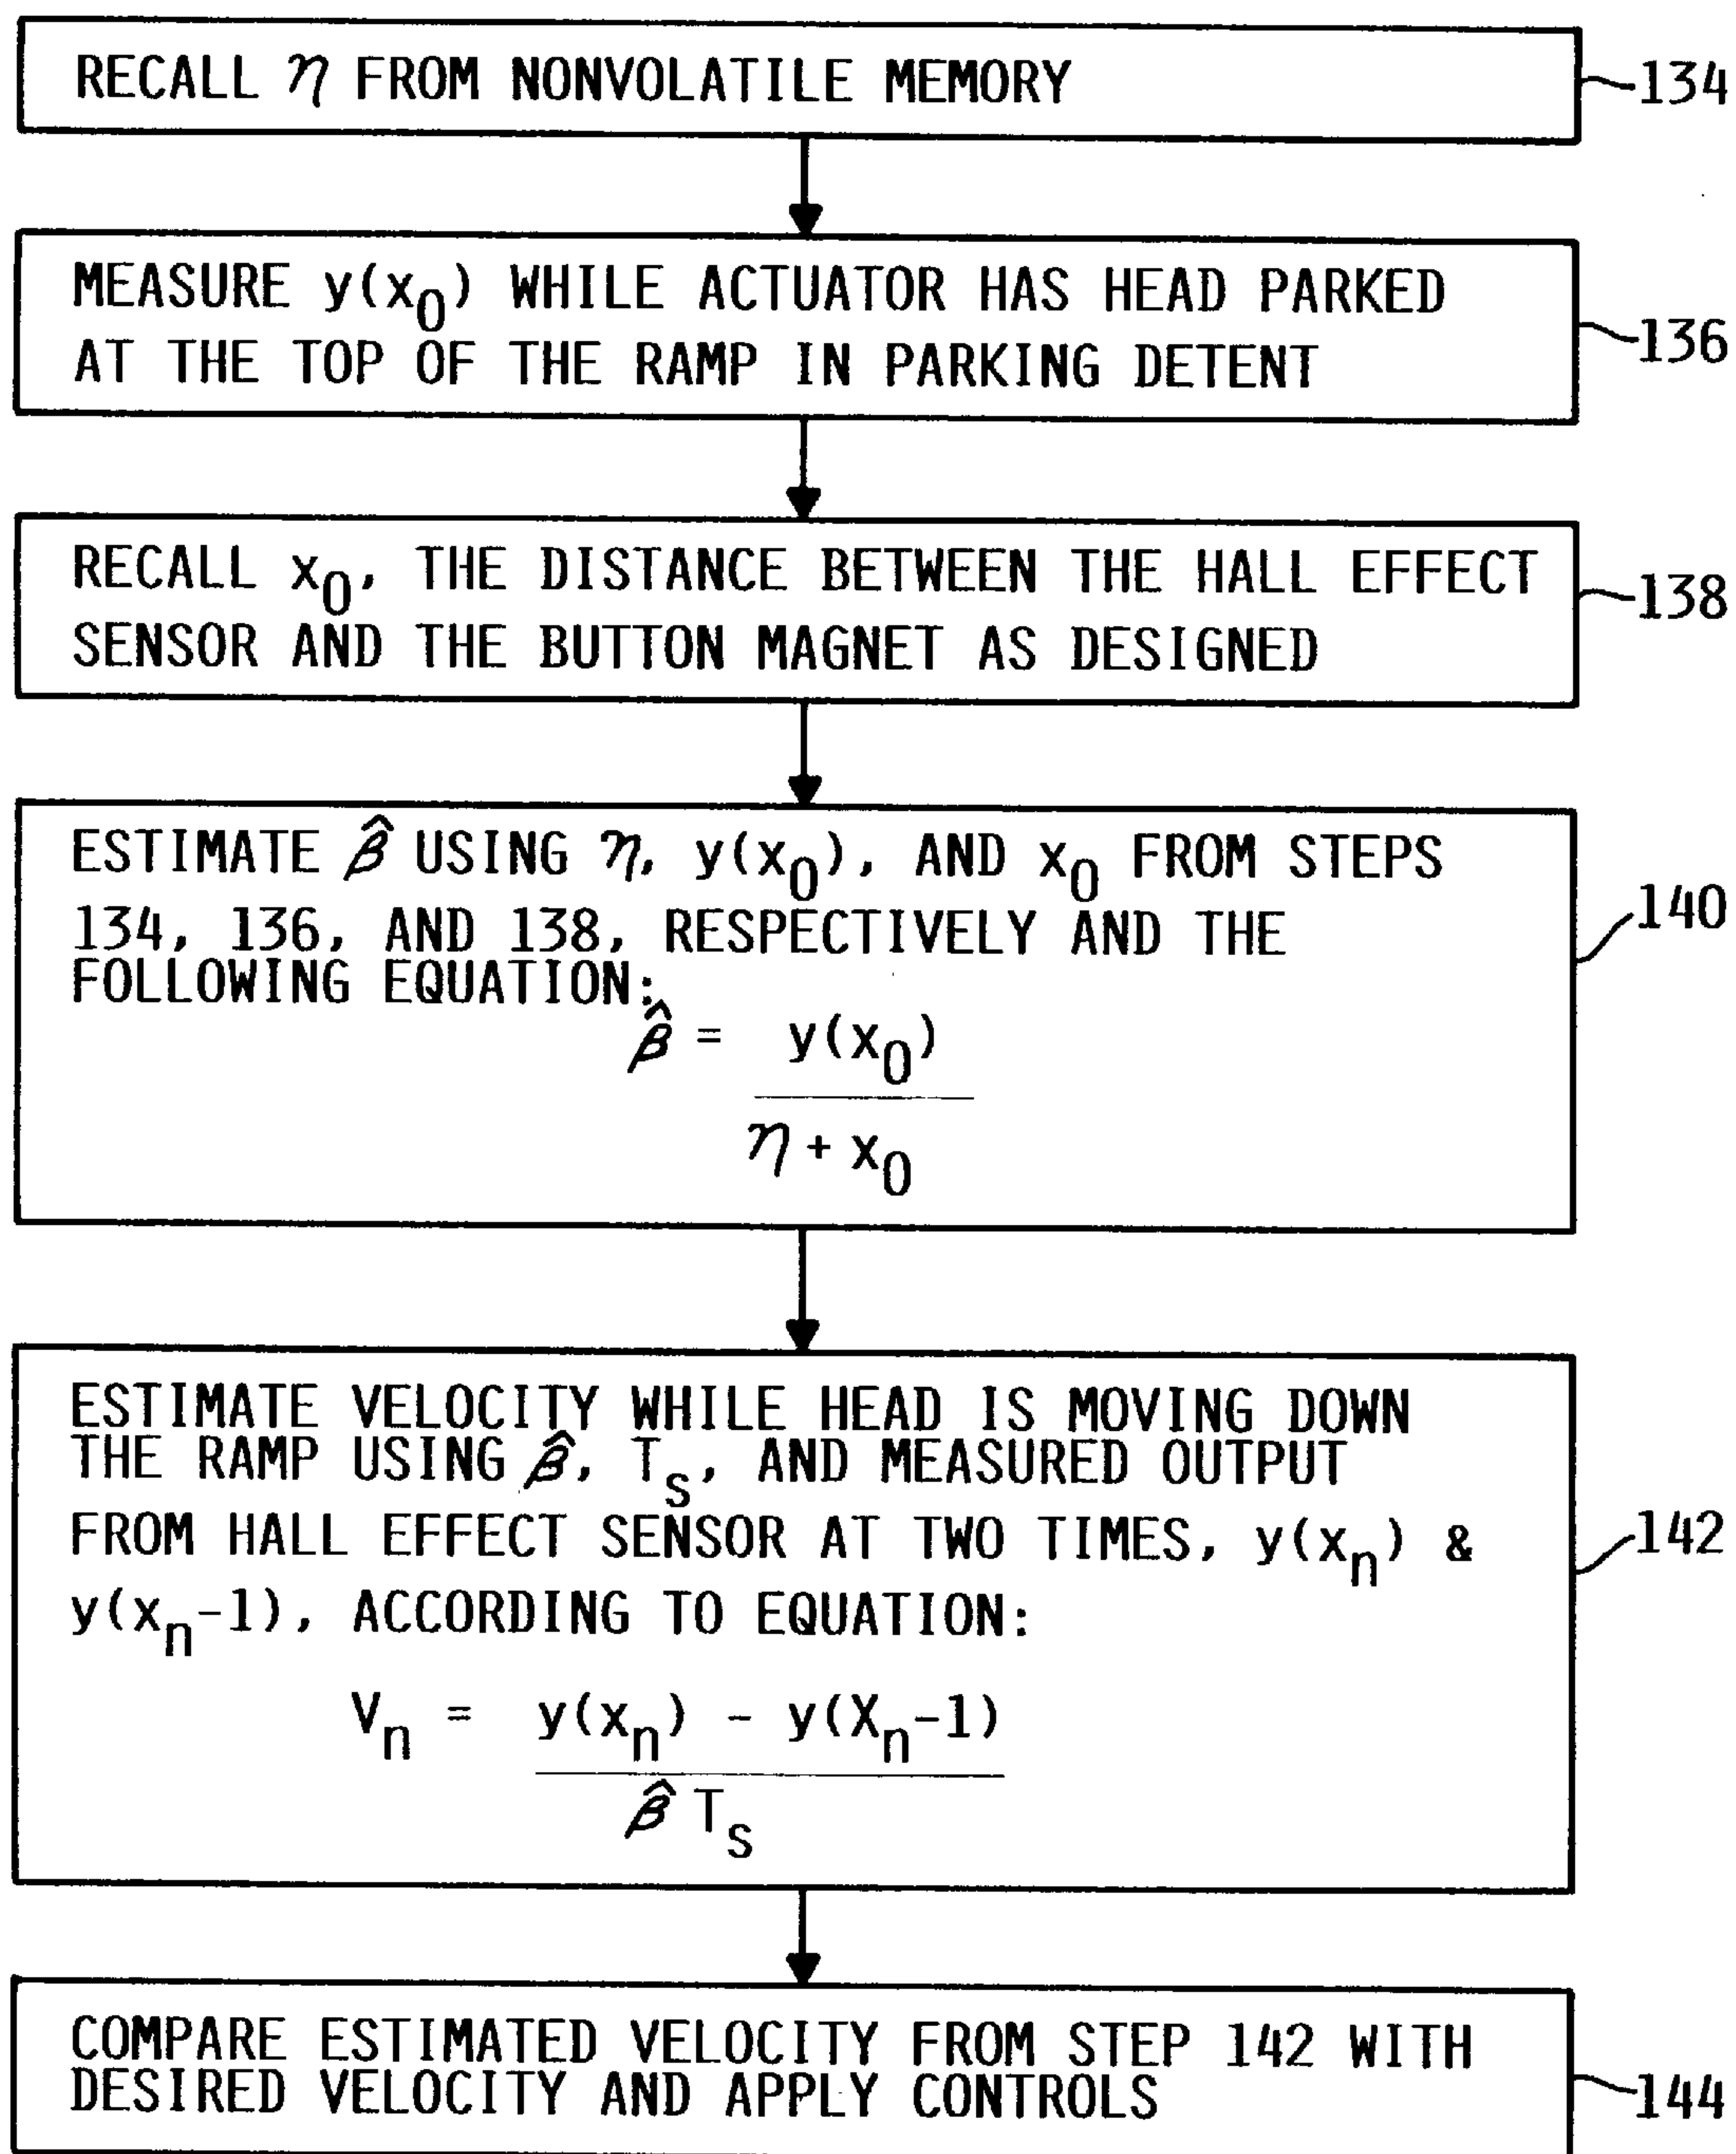 RECALL η FROM NONVOLATILE MEMORY
134
MEASURE y(x₀) WHILE ACTUATOR HAS HEAD PARKED
AT THE TOP OF THE RAMP IN PARKING DETENT
136
RECALL x₀, THE DISTANCE BETWEEN THE HALL EFFECT
SENSOR AND THE BUTTON MAGNET AS DESIGNED
138
ESTIMATE β̂ USING η, y(x₀), AND x₀ FROM STEPS
134, 136, AND 138, RESPECTIVELY AND THE
FOLLOWING EQUATION:
β̂ = y(x₀)
η + x₀
140
ESTIMATE VELOCITY WHILE HEAD IS MOVING DOWN
THE RAMP USING β̂, Tₛ, AND MEASURED OUTPUT
FROM HALL EFFECT SENSOR AT TWO TIMES, y(xₙ) &
y(xₙ-1), ACCORDING TO EQUATION:
Vₙ = y(xₙ) - y(Xₙ-1)
β̂ Tₛ
142
COMPARE ESTIMATED VELOCITY FROM STEP 142 WITH
DESIRED VELOCITY AND APPLY CONTROLS
144